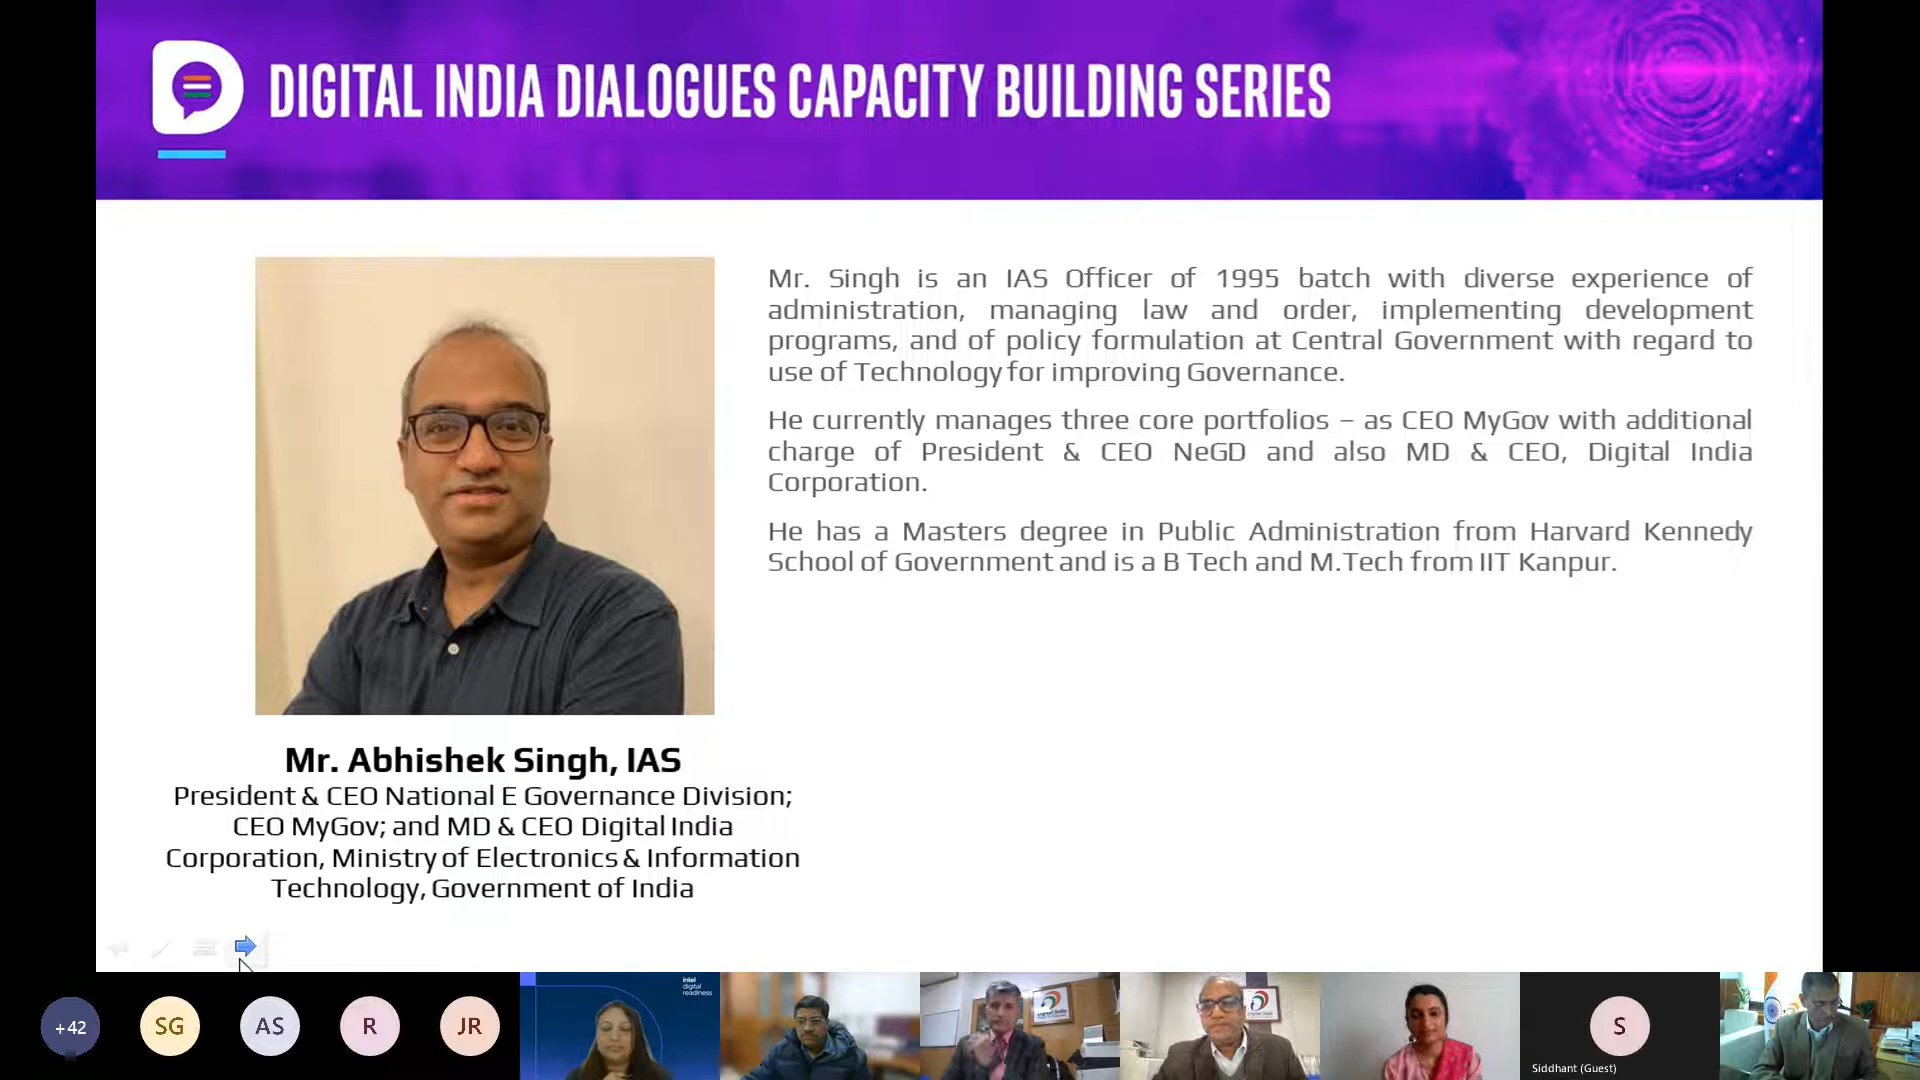 DIGITAL INDIA DIALOGUES CAPACITY BUILDING SERIES
Mr. Singh is an IAS Officer of 1995 batch with diverse experience of
administration, managing law and order, implementing development
programs, and of policy formulation at Central Government with regard to
use of Technology for improving Governance.
He currently manages three core portfolios – as CEO MyGov with additional
charge of President & CEO NeGD and also MD & CEO, Digital India
Corporation.
He has a Masters degree in Public Administration from Harvard Kennedy
School of Government and is a B Tech and M.Tech from IIT Kanpur.
Mr. Abhishek Singh, IAS
President & CEO National E Governance Division;
CEO MyGov; and MD & CEO Digital India
Corporation, Ministry of Electronics & Information
Technology, Government of India
+42
SG
AS
R
JR
intel
digital
readiness
S
Siddhant (Guest)